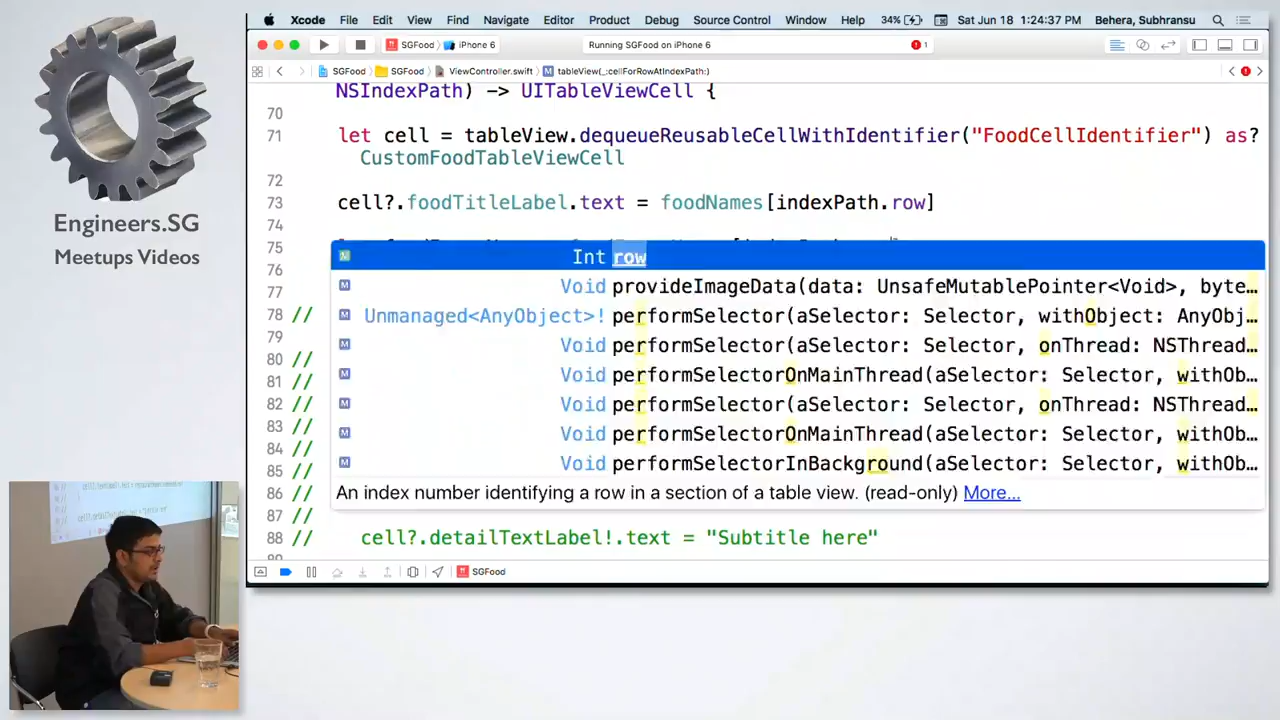 Xcode File Edit View Find Navigate Editor Product Debug Source Control Window Help 34% Sat Jun 18 1:24:37 PM Behera, Subhransu
SGFood iPhone 6 Running SGFood on iPhone 6 1
SGFood SGFood ViewController.swift tableView(_:cellForRowAtIndexPath:)
NSIndexPath) -> UITableViewCell {
70
71 let cell = tableView.dequeueReusableCellWithIdentifier("FoodCellIdentifier") as?
CustomFoodTableViewCell
72
73 cell?.foodTitleLabel.text = foodNames[indexPath.row]
74
75
Int row
76
77 Void provideImageData(data: UnsafeMutablePointer<Void>, byte…
78 // Unmanaged<AnyObject>! performSelector(aSelector: Selector, withObject: AnyObj…
79 Void performSelector(aSelector: Selector, onThread: NSThread…
80 //
81 // Void performSelectorOnMainThread(aSelector: Selector, withOb…
82 // Void performSelector(aSelector: Selector, onThread: NSThread…
83 // Void performSelectorOnMainThread(aSelector: Selector, withOb…
84 //
85 // Void performSelectorInBackground(aSelector: Selector, withOb…
86 // An index number identifying a row in a section of a table view. (read-only) More...
87 //
88 // cell?.detailTextLabel!.text = "Subtitle here"
SGFood
Engineers.SG
Meetups Videos